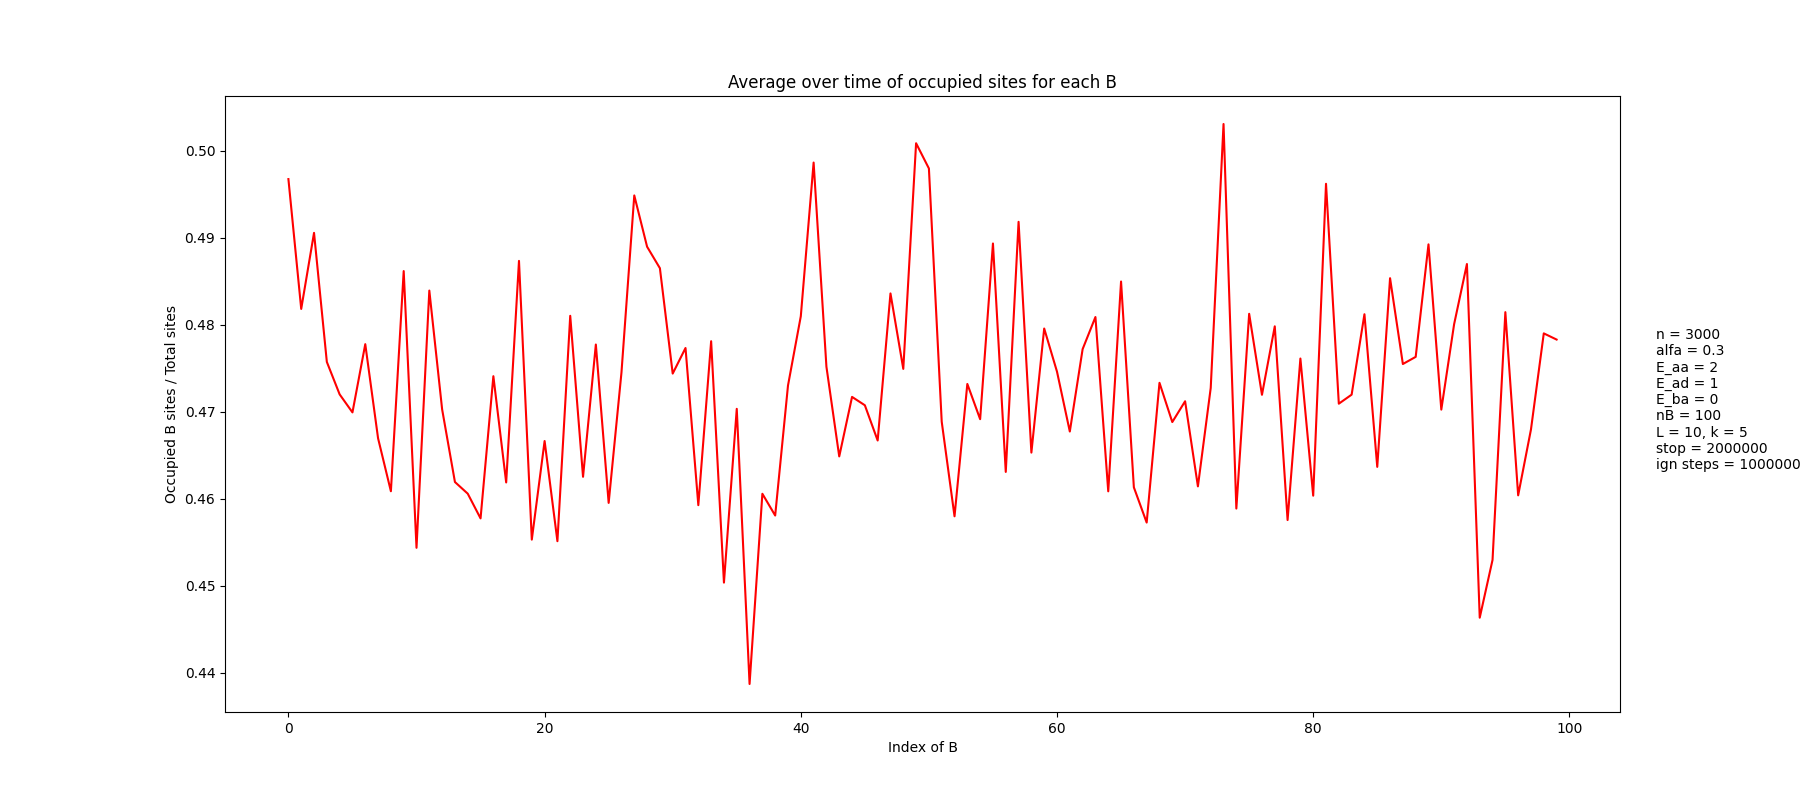 Average over time of occupied sites for each B
Occupied B sites / Total sites
0.50
0.49
0.48
0.47
0.46
0.45
0.44
0
20
40
60
80
100
Index of B
n = 3000
alfa = 0.3
E_aa = 2
E_ad = 1
E_ba = 0
nB = 100
L = 10, k = 5
stop = 2000000
ign steps = 1000000